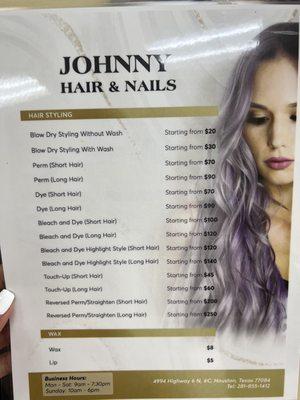 JOHNNY
HAIR & NAILS
HAIR STYLING
Blow Dry Styling Without Wash Starting from $20
Blow Dry Styling With Wash Starting from $30
Perm (Short Hair) Starting from $70
Perm (Long Hair) Starting from $90
Dye (Short Hair) Starting from $70
Dye (Long Hair) Starting from $90
Bleach and Dye (Short Hair) Starting from $100
Bleach and Dye (Long Hair) Starting from $120
Bleach and Dye Highlight Style (Short Hair) Starting from $120
Bleach and Dye Highlight Style (Long Hair) Starting from $140
Touch-Up (Short Hair) Starting from $45
Touch-Up (Long Hair) Starting from $60
Reversed Perm/Straighten (Short Hair) Starting from $200
Reversed Perm/Straighten (Long Hair) Starting from $250
WAX
Wax $8
Lip $5
Business Hours:
Mon - Sat: 9am - 7:30pm
Sunday: 10am - 6pm
4994 Highway 6 N, #C, Houston, Texas 77084
Tel: 281-855-1412